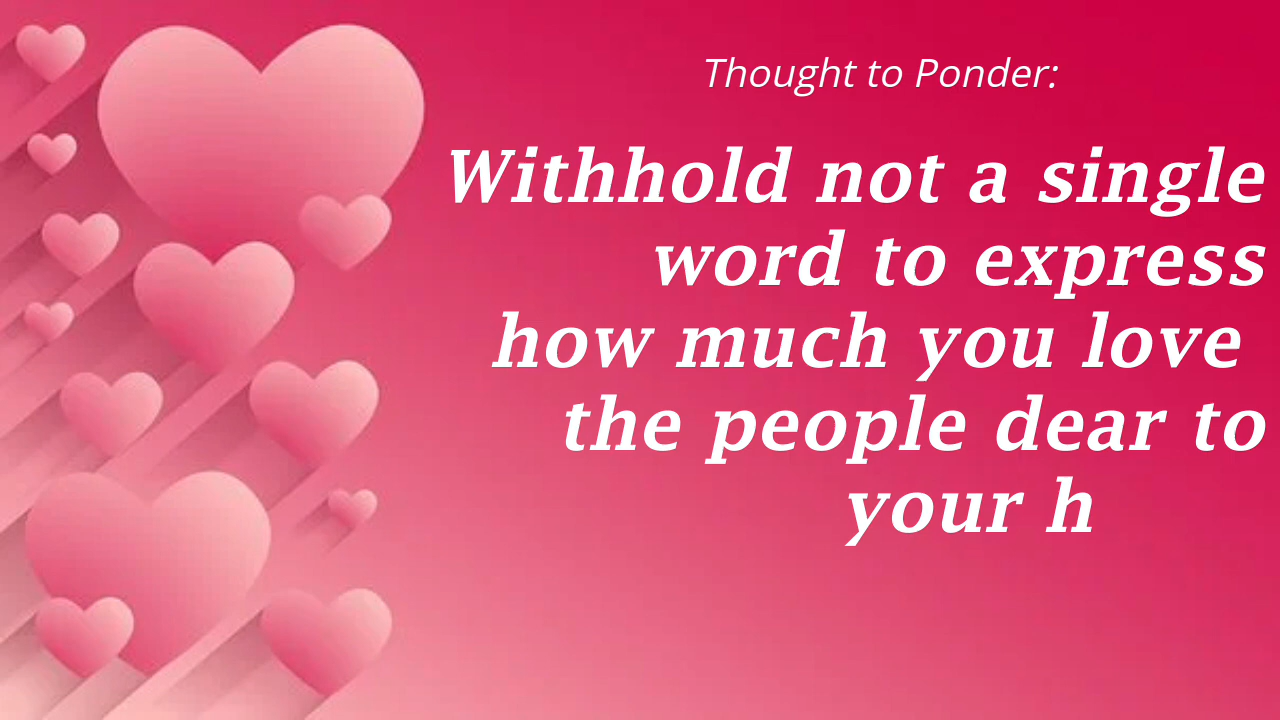 Thought to Ponder:
Withhold not a single
word to express
how much you love
the people dear to
your h